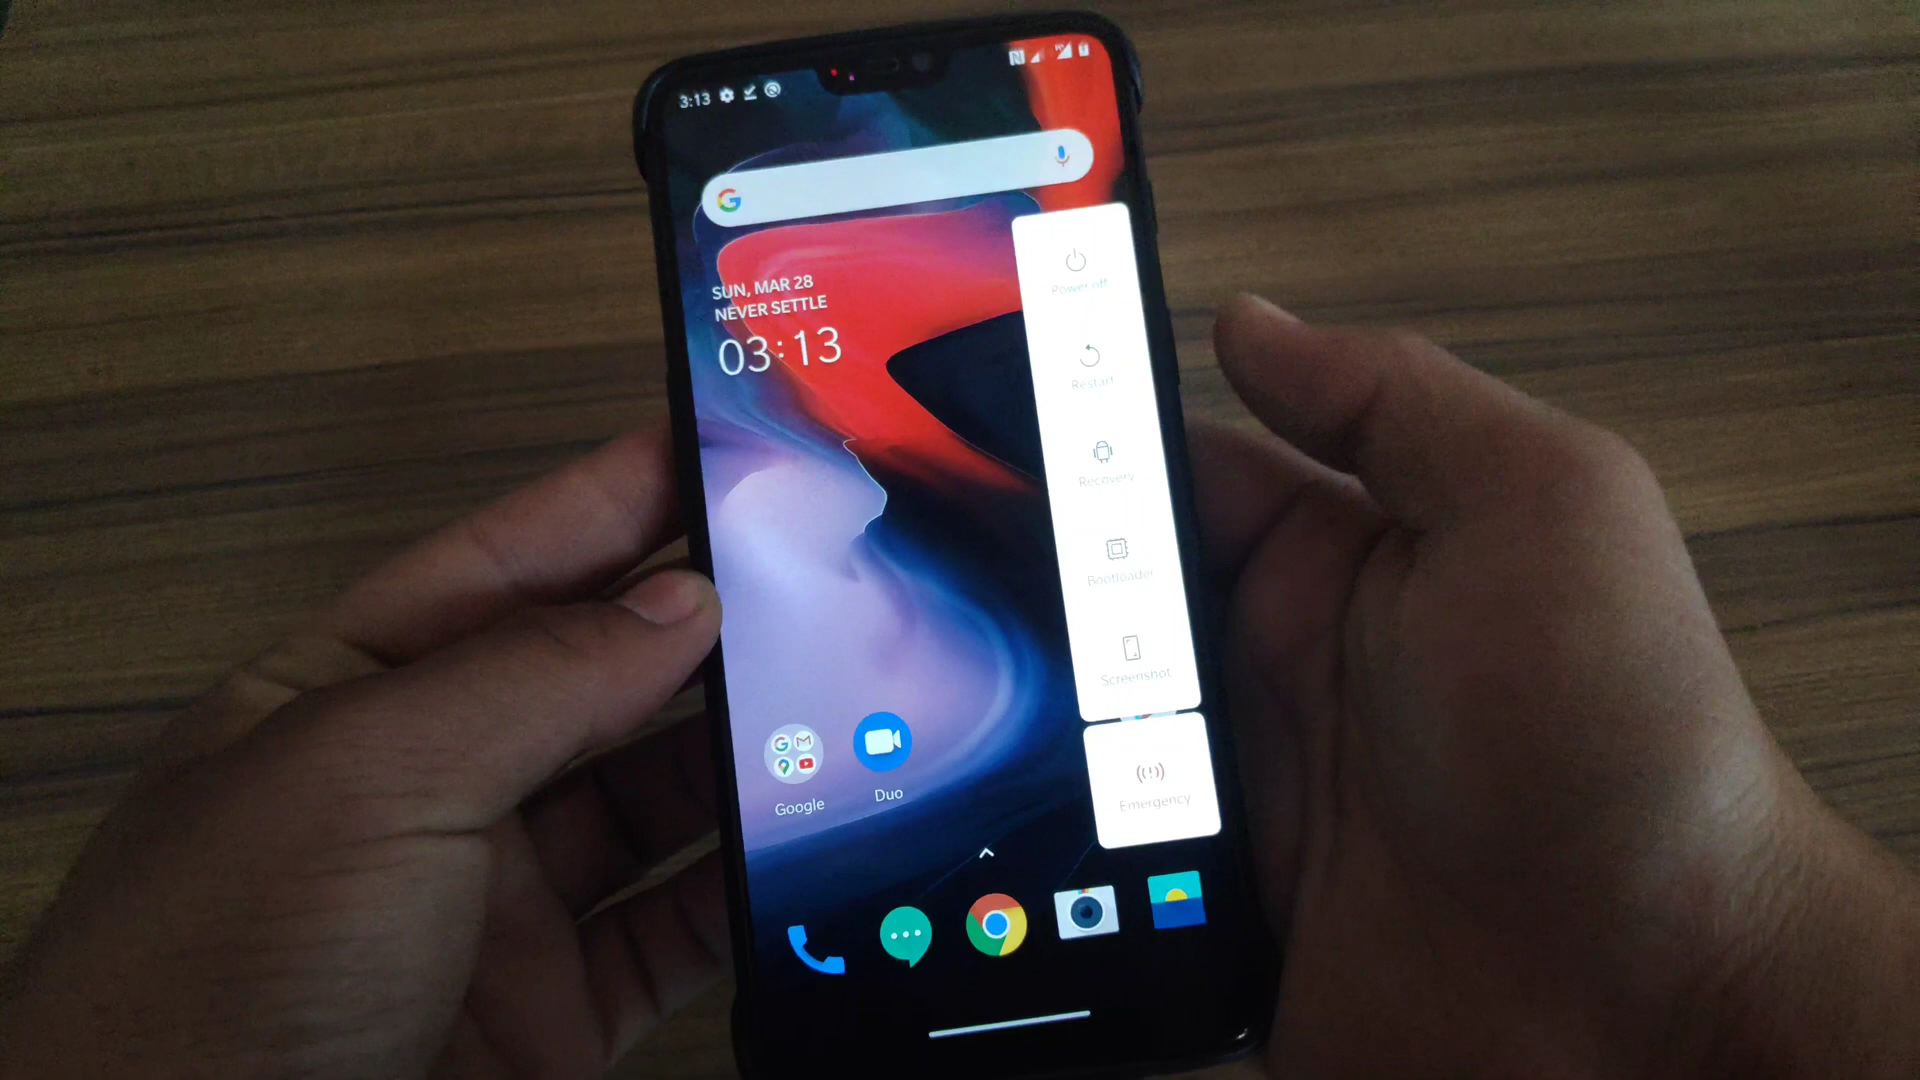 3:13
SUN, MAR 28
NEVER SETTLE
03:13
Power off
Restart
Recovery
Bootloader
Screenshot
Emergency
Google
Duo